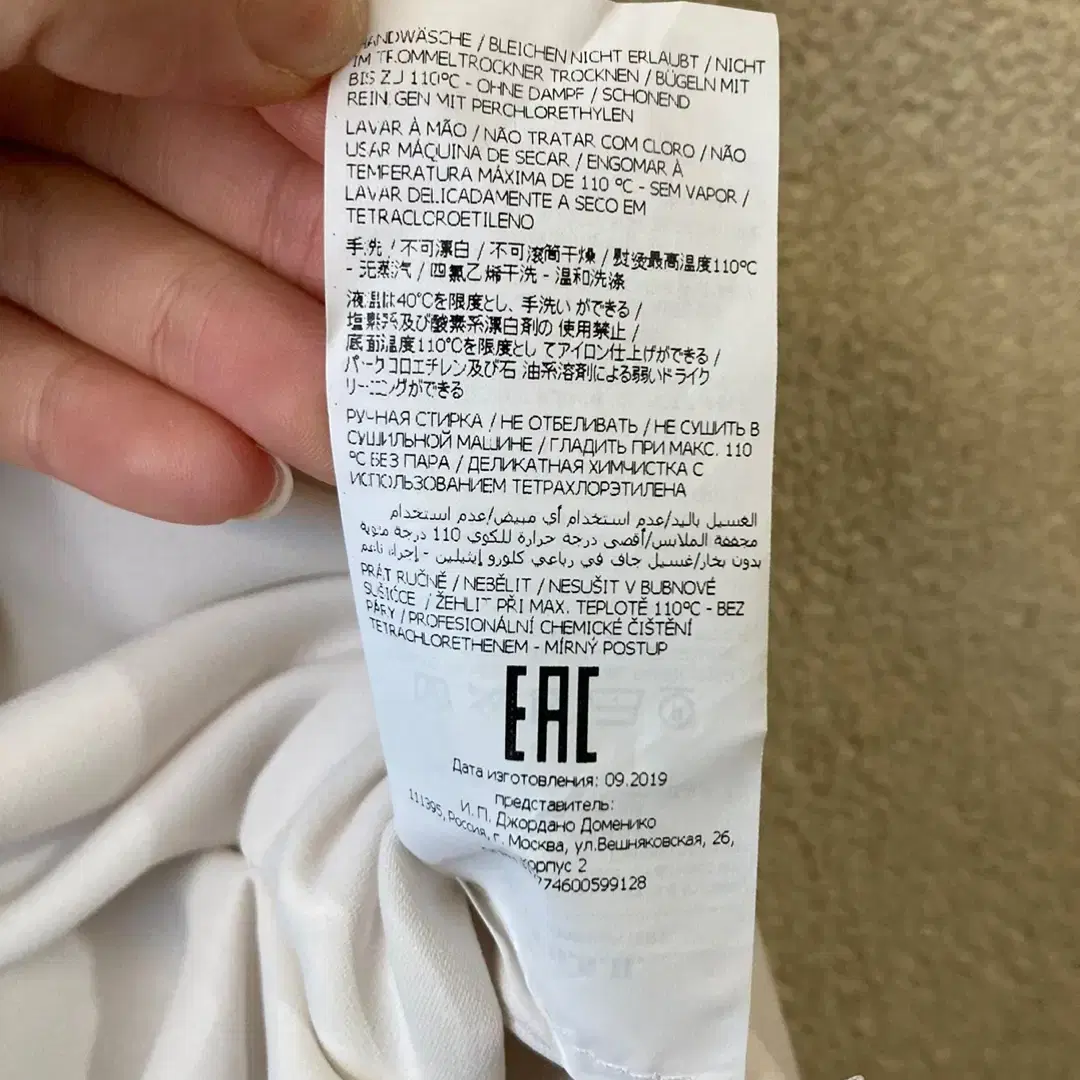 HANDWÄSCHE / BLEICHEN NICHT ERLAUBT / NICHT
IM TROMMELTROCKNER TROCKNEN / BÜGELN MIT
BIS ZU 110°C - OHNE DAMPF / SCHONEND
REINIGEN MIT PERCHLORETHYLEN
LAVAR À MÃO / NÃO TRATAR COM CLORO / NÃO
USAR MÁQUINA DE SECAR / ENGOMAR À
TEMPERATURA MÁXIMA DE 110 °C - SEM VAPOR /
LAVAR DELICADAMENTE A SECO EM
TETRACLOROETILENO
手洗 / 不可漂白 / 不可滚筒干燥 / 熨烫最高温度110°C
- 无蒸汽 / 四氯乙烯干洗 - 温和洗涤
液温は40°Cを限度とし、手洗い ができる /
塩素系及び酸素系漂白剤の 使用禁止 /
底面温度110°Cを限度とし てアイロン仕上げができる /
パークロロエチレン及び石 油系溶剤による弱いドライク
リーニングができる
РУЧНАЯ СТИРКА / НЕ ОТБЕЛИВАТЬ / НЕ СУШИТЬ В
СУШИЛЬНОЙ МАШИНЕ / ГЛАДИТЬ ПРИ МАКС. 110
°С БЕЗ ПАРА / ДЕЛИКАТНАЯ ХИМЧИСТКА С
ИСПОЛЬЗОВАНИЕМ ТЕТРАХЛОРЭТИЛЕНА
الغسيل باليد/عدم استخدام أي مبيض/عدم استخدام
مجففة الملابس/أقصى درجة حرارة للكوي 110 درجة مئوية
بدون بخار/غسيل جاف في رباعي كلورو إيثيلين - إجراء ناعم
PRÁT RUČNĚ / NEBĚLIT / NESUŠIT V BUBNOVÉ
SUŠIČCE / ŽEHLIT PŘI MAX. TEPLOTĚ 110°C - BEZ
PÁRY / PROFESIONÁLNÍ CHEMICKÉ ČIŠTĚNÍ
TETRACHLORETHENEM - MÍRNÝ POSTUP
EAC
Дата изготовления: 09.2019
представитель:
И. П. Джордано Доменико
111395, Россия, г. Москва, ул.Вешняковская, 26,
корпус 2
774600599128